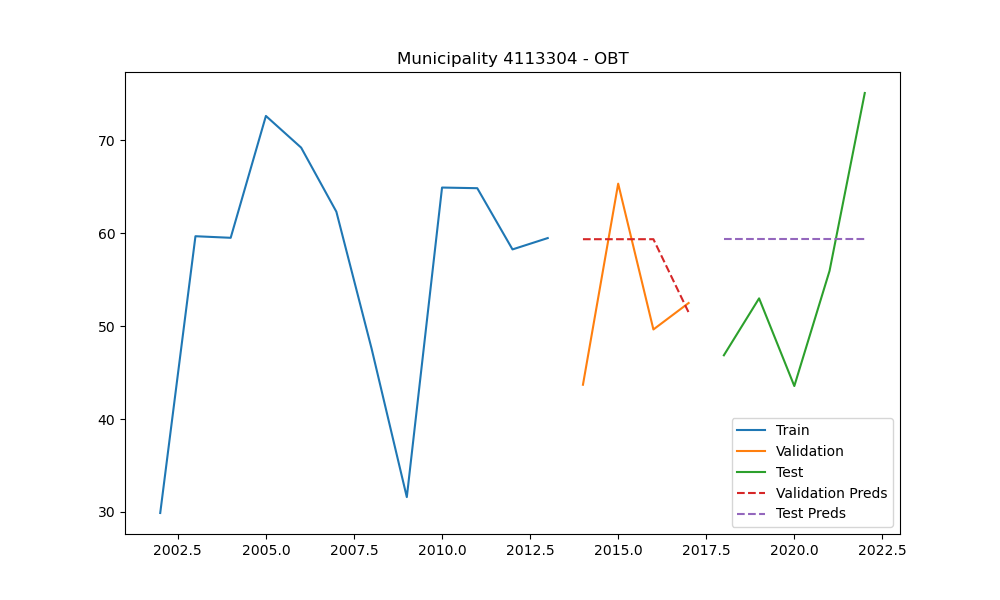 Municipality 4113304 - OBT
70
60
50
40
30
2002.5 2005.0 2007.5 2010.0 2012.5 2015.0 2017.5 2020.0 2022.5
Train
Validation
Test
Validation Preds
Test Preds